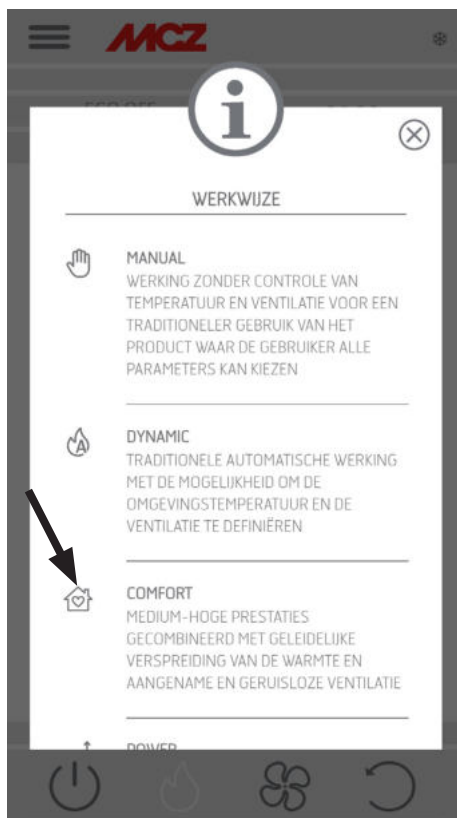 MCZ
WERKWIJZE
MANUAL
WERKING ZONDER CONTROLE VAN
TEMPERATUUR EN VENTILATIE VOOR EEN
TRADITIONELER GEBRUIK VAN HET
PRODUCT WAAR DE GEBRUIKER ALLE
PARAMETERS KAN KIEZEN
DYNAMIC
TRADITIONELE AUTOMATISCHE WERKING
MET DE MOGELIJKHEID OM DE
OMGEVINGSTEMPERATUUR EN DE
VENTILATIE TE DEFINIËREN
COMFORT
MEDIUM-HOGE PRESTATIES
GECOMBINEERD MET GELEIDELIJKE
VERSPREIDING VAN DE WARMTE EN
AANGENAME EN GERUISLOZE VENTILATIE
POWER